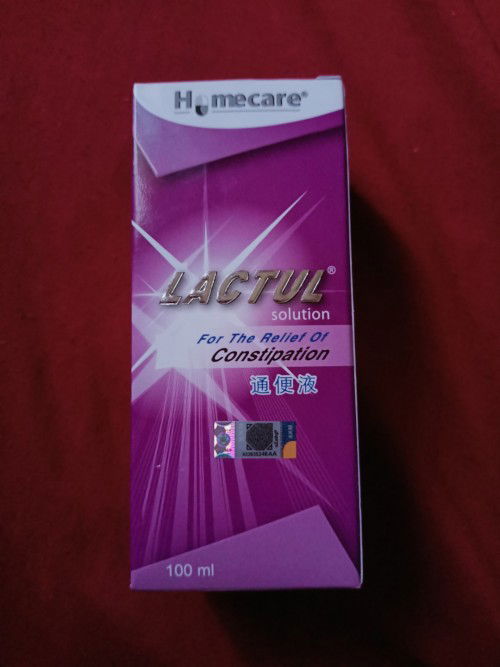 Homecare®
LACTUL®
solution
For The Relief Of
Constipation
通便液
100 ml